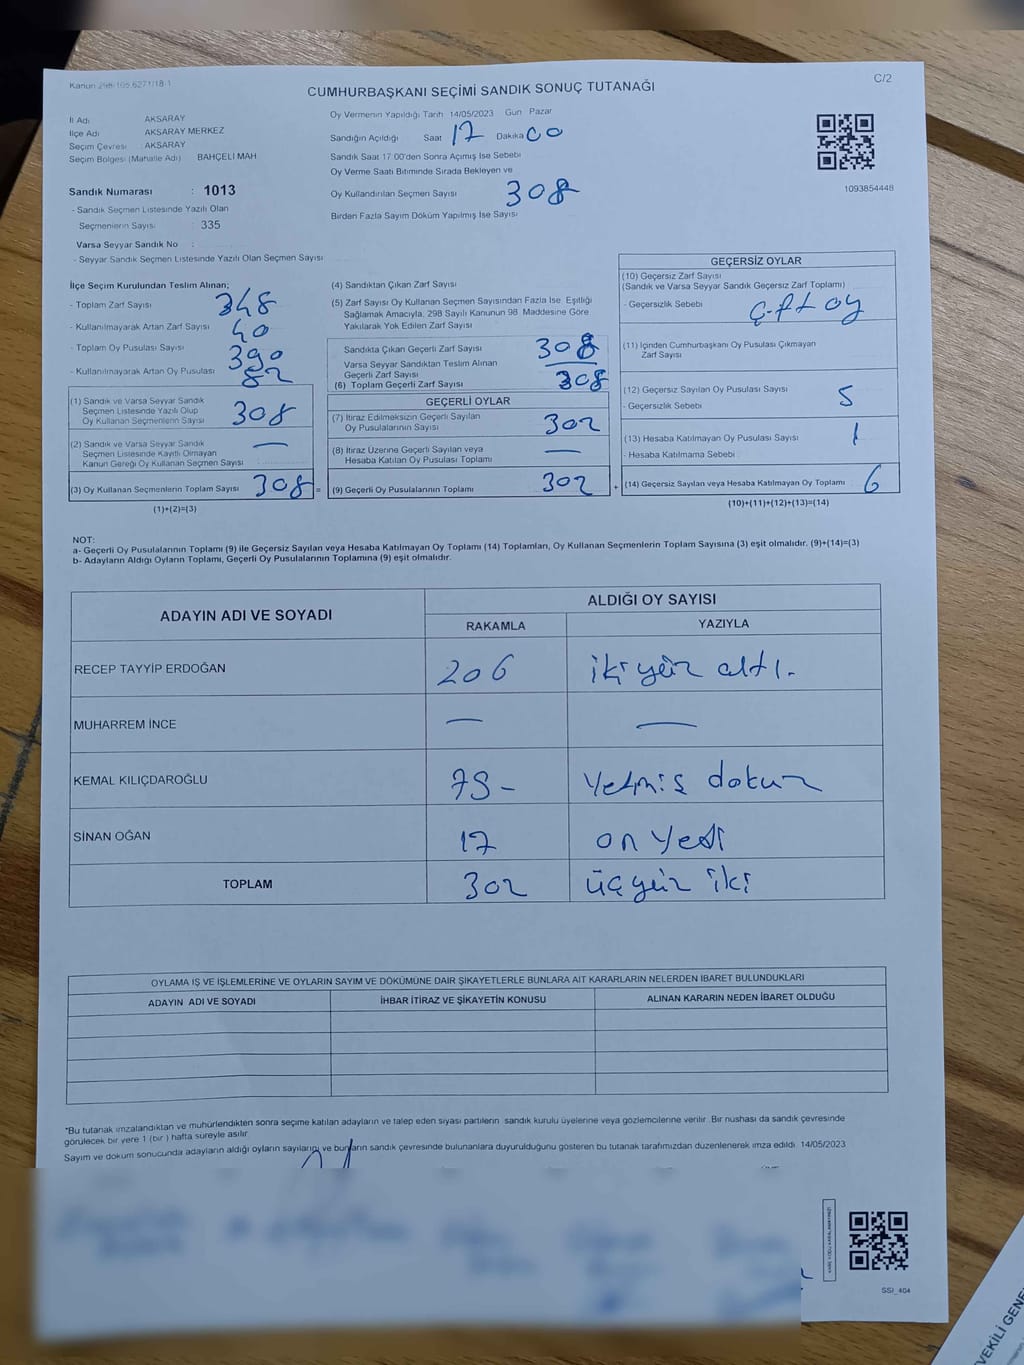 Kanun 298-105,6271/18-1
C/2
CUMHURBAŞKANI SEÇİMİ SANDIK SONUÇ TUTANAĞI
İl Adı AKSARAY
İlçe Adı AKSARAY MERKEZ
Seçim Çevresi : AKSARAY
Seçim Bölgesi (Mahalle Adı) BAHÇELİ MAH
Sandık Numarası : 1013
- Sandık Seçmen Listesinde Yazılı Olan
Seçmenlerin Sayısı : 335
Varsa Seyyar Sandık No :
- Seyyar Sandık Seçmen Listesinde Yazılı Olan Seçmen Sayısı
Oy Vermenin Yapıldığı Tarih 14/05/2023 Gün Pazar
Sandığın Açıldığı Saat 17 Dakika 00
Sandık Saat 17.00'den Sonra Açımış İse Sebebi
Oy Verme Saati Bitiminde Sırada Bekleyen ve
Oy Kullandırılan Seçmen Sayısı 308
Birden Fazla Sayım Döküm Yapılmış İse Sayısı
1093854448
İlçe Seçim Kurulundan Teslim Alınan;
- Toplam Zarf Sayısı 348
- Kullanılmayarak Artan Zarf Sayısı 40
- Toplam Oy Pusulası Sayısı 390
- Kullanılmayarak Artan Oy Pusulası 82
(1) Sandık ve Varsa Seyyar Sandık
Seçmen Listesinde Yazılı Olup
Oy Kullanan Seçmenlerin Sayısı 308
(2) Sandık ve Varsa Seyyar Sandık
Seçmen Listesinde Kayıtlı Olmayan
Kanun Gereği Oy Kullanan Seçmen Sayısı —
(3) Oy Kullanan Seçmenlerin Toplam Sayısı 308 =
(1)+(2)=(3)
(4) Sandıktan Çıkan Zarf Sayısı
(5) Zarf Sayısı Oy Kullanan Seçmen Sayısından Fazla İse Eşitliği
Sağlamak Amacıyla, 298 Sayılı Kanunun 98. Maddesine Göre
Yakılarak Yok Edilen Zarf Sayısı
Sandıkta Çıkan Geçerli Zarf Sayısı 308
Varsa Seyyar Sandıktan Teslim Alınan
Geçerli Zarf Sayısı
(6) Toplam Geçerli Zarf Sayısı 308
GEÇERLİ OYLAR
(7) İtiraz Edilmeksizin Geçerli Sayılan
Oy Pusulalarının Sayısı 302
(8) İtiraz Üzerine Geçerli Sayılan veya
Hesaba Katılan Oy Pusulası Toplamı —
(9) Geçerli Oy Pusulalarının Toplamı 302 +
GEÇERSİZ OYLAR
(10) Geçersiz Zarf Sayısı
(Sandık ve Varsa Seyyar Sandık Geçersiz Zarf Toplamı)
- Geçersizlik Sebebi çift oy
(11) İçinden Cumhurbaşkanı Oy Pusulası Çıkmayan
Zarf Sayısı
(12) Geçersiz Sayılan Oy Pusulası Sayısı 5
- Geçersizlik Sebebi
(13) Hesaba Katılmayan Oy Pusulası Sayısı 1
- Hesaba Katılmama Sebebi
(14) Geçersiz Sayılan veya Hesaba Katılmayan Oy Toplamı 6
(10)+(11)+(12)+(13)=(14)
NOT:
a- Geçerli Oy Pusulalarının Toplamı (9) ile Geçersiz Sayılan veya Hesaba Katılmayan Oy Toplamı (14) Toplamları, Oy Kullanan Seçmenlerin Toplam Sayısına (3) eşit olmalıdır. (9)+(14)=(3)
b- Adayların Aldığı Oyların Toplamı, Geçerli Oy Pusulalarının Toplamına (9) eşit olmalıdır.
ADAYIN ADI VE SOYADI ALDIĞI OY SAYISI
RAKAMLA YAZIYLA
RECEP TAYYİP ERDOĞAN 206 iki yüz altı.
MUHARREM İNCE — —
KEMAL KILIÇDAROĞLU 79- Yetmiş dokuz
SİNAN OĞAN 17 on yedi
TOPLAM 302 üçyüz iki
OYLAMA İŞ VE İŞLEMLERİNE VE OYLARIN SAYIM VE DÖKÜMÜNE DAİR ŞİKAYETLERLE BUNLARA AİT KARARLARIN NELERDEN İBARET BULUNDUKLARI
ADAYIN ADI VE SOYADI İHBAR İTİRAZ VE ŞİKAYETİN KONUSU ALINAN KARARIN NEDEN İBARET OLDUĞU
*Bu tutanak imzalandıktan ve mühürlendikten sonra seçime katılan adayların ve talep eden siyasi partilerin sandık kurulu üyelerine veya gözlemcilerine verilir. Bir nüshası da sandık çevresinde
görülecek bir yere 1 (bir) hafta süreyle asılır.
Sayım ve döküm sonucunda adayların aldığı oyların sayılarını ve bunların sandık çevresinde bulunanlara duyurulduğunu gösteren bu tutanak tarafımızdan düzenlenerek imza edildi. 14/05/2023
SSI_404
VEKİLİ GENE